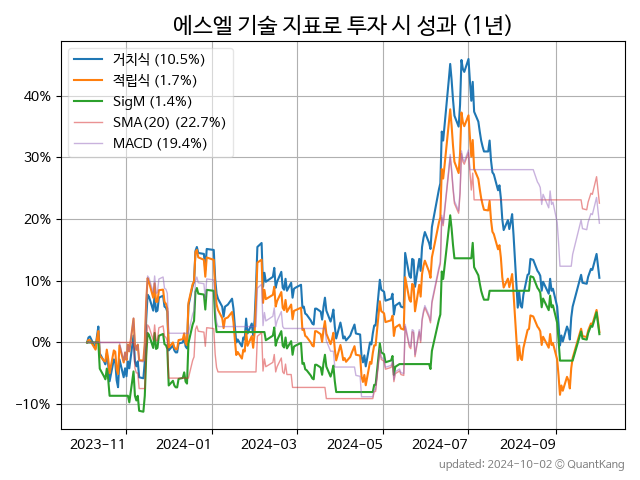 에스엘 기술 지표로 투자 시 성과 (1년)
거치식 (10.5%)
적립식 (1.7%)
SigM (1.4%)
SMA(20) (22.7%)
MACD (19.4%)
40%
30%
20%
10%
0%
−10%
2023-11 2024-01 2024-03 2024-05 2024-07 2024-09
updated: 2024-10-02 © QuantKang